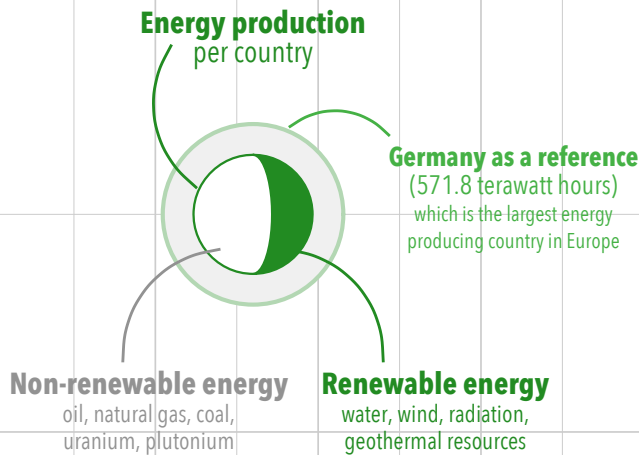 Energy production
per country
Germany as a reference
(571.8 terawatt hours)
which is the largest energy
producing country in Europe
Non-renewable energy
oil, natural gas, coal,
uranium, plutonium
Renewable energy
water, wind, radiation,
geothermal resources